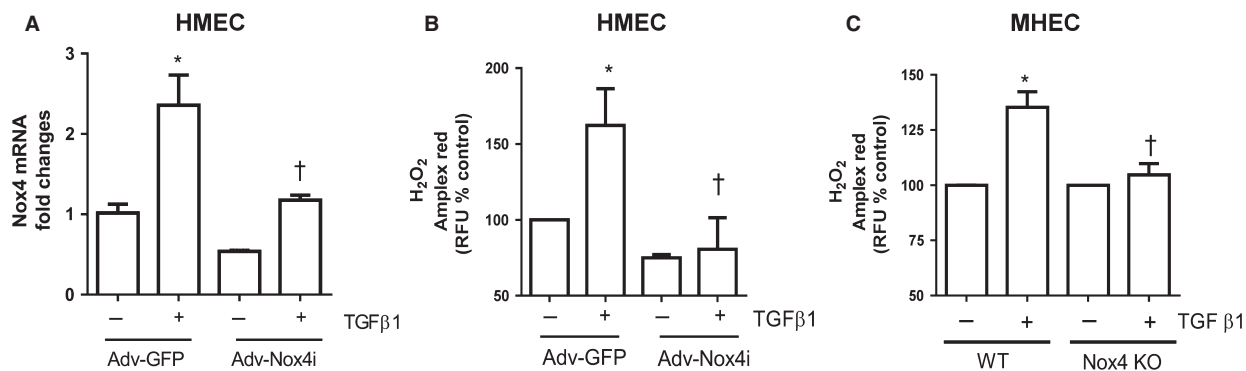 A
HMEC
Nox4 mRNA
fold changes
3
2
1
0
*
†
– + – + TGFβ1
Adv-GFP Adv-Nox4i
B
HMEC
H2O2
Amplex red
(RFU % control)
200
150
100
50
*
†
– + – + TGFβ1
Adv-GFP Adv-Nox4i
C
MHEC
H2O2
Amplex red
(RFU % control)
150
125
100
75
50
*
†
– + – + TGF β1
WT Nox4 KO